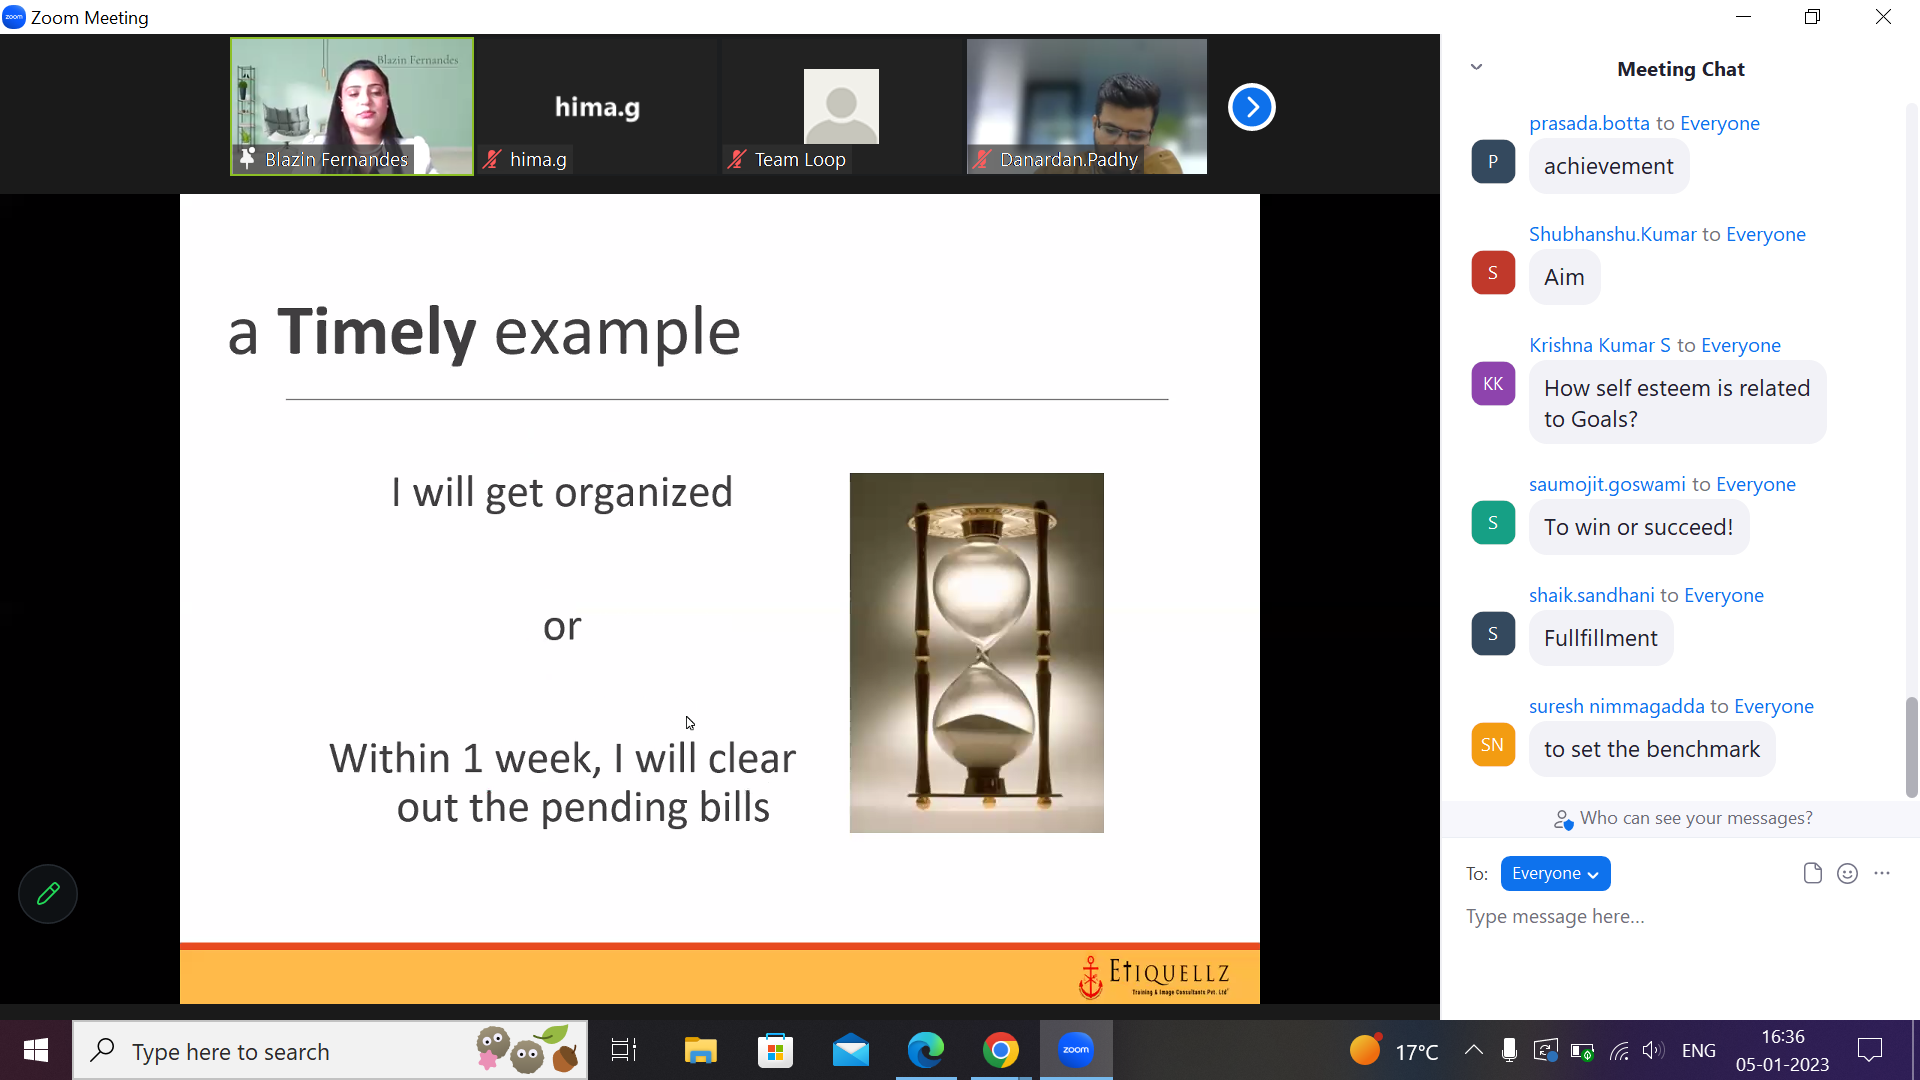 zoom Zoom Meeting
Blazin Fernandes
Blazin Fernandes
hima.g
hima.g
Team Loop
Danardan.Padhy
a Timely example
I will get organized
or
Within 1 week, I will clear
out the pending bills
ETIQUELLZ
Training & Image Consultants Pvt. Ltd
Meeting Chat
prasada.botta to Everyone
P
achievement
Shubhanshu.Kumar to Everyone
S
Aim
Krishna Kumar S to Everyone
KK
How self esteem is related
to Goals?
saumojit.goswami to Everyone
S
To win or succeed!
shaik.sandhani to Everyone
S
Fullfillment
suresh nimmagadda to Everyone
SN
to set the benchmark
Who can see your messages?
To: Everyone
Type message here...
Type here to search
zoom
17°C
ENG
16:36
05-01-2023